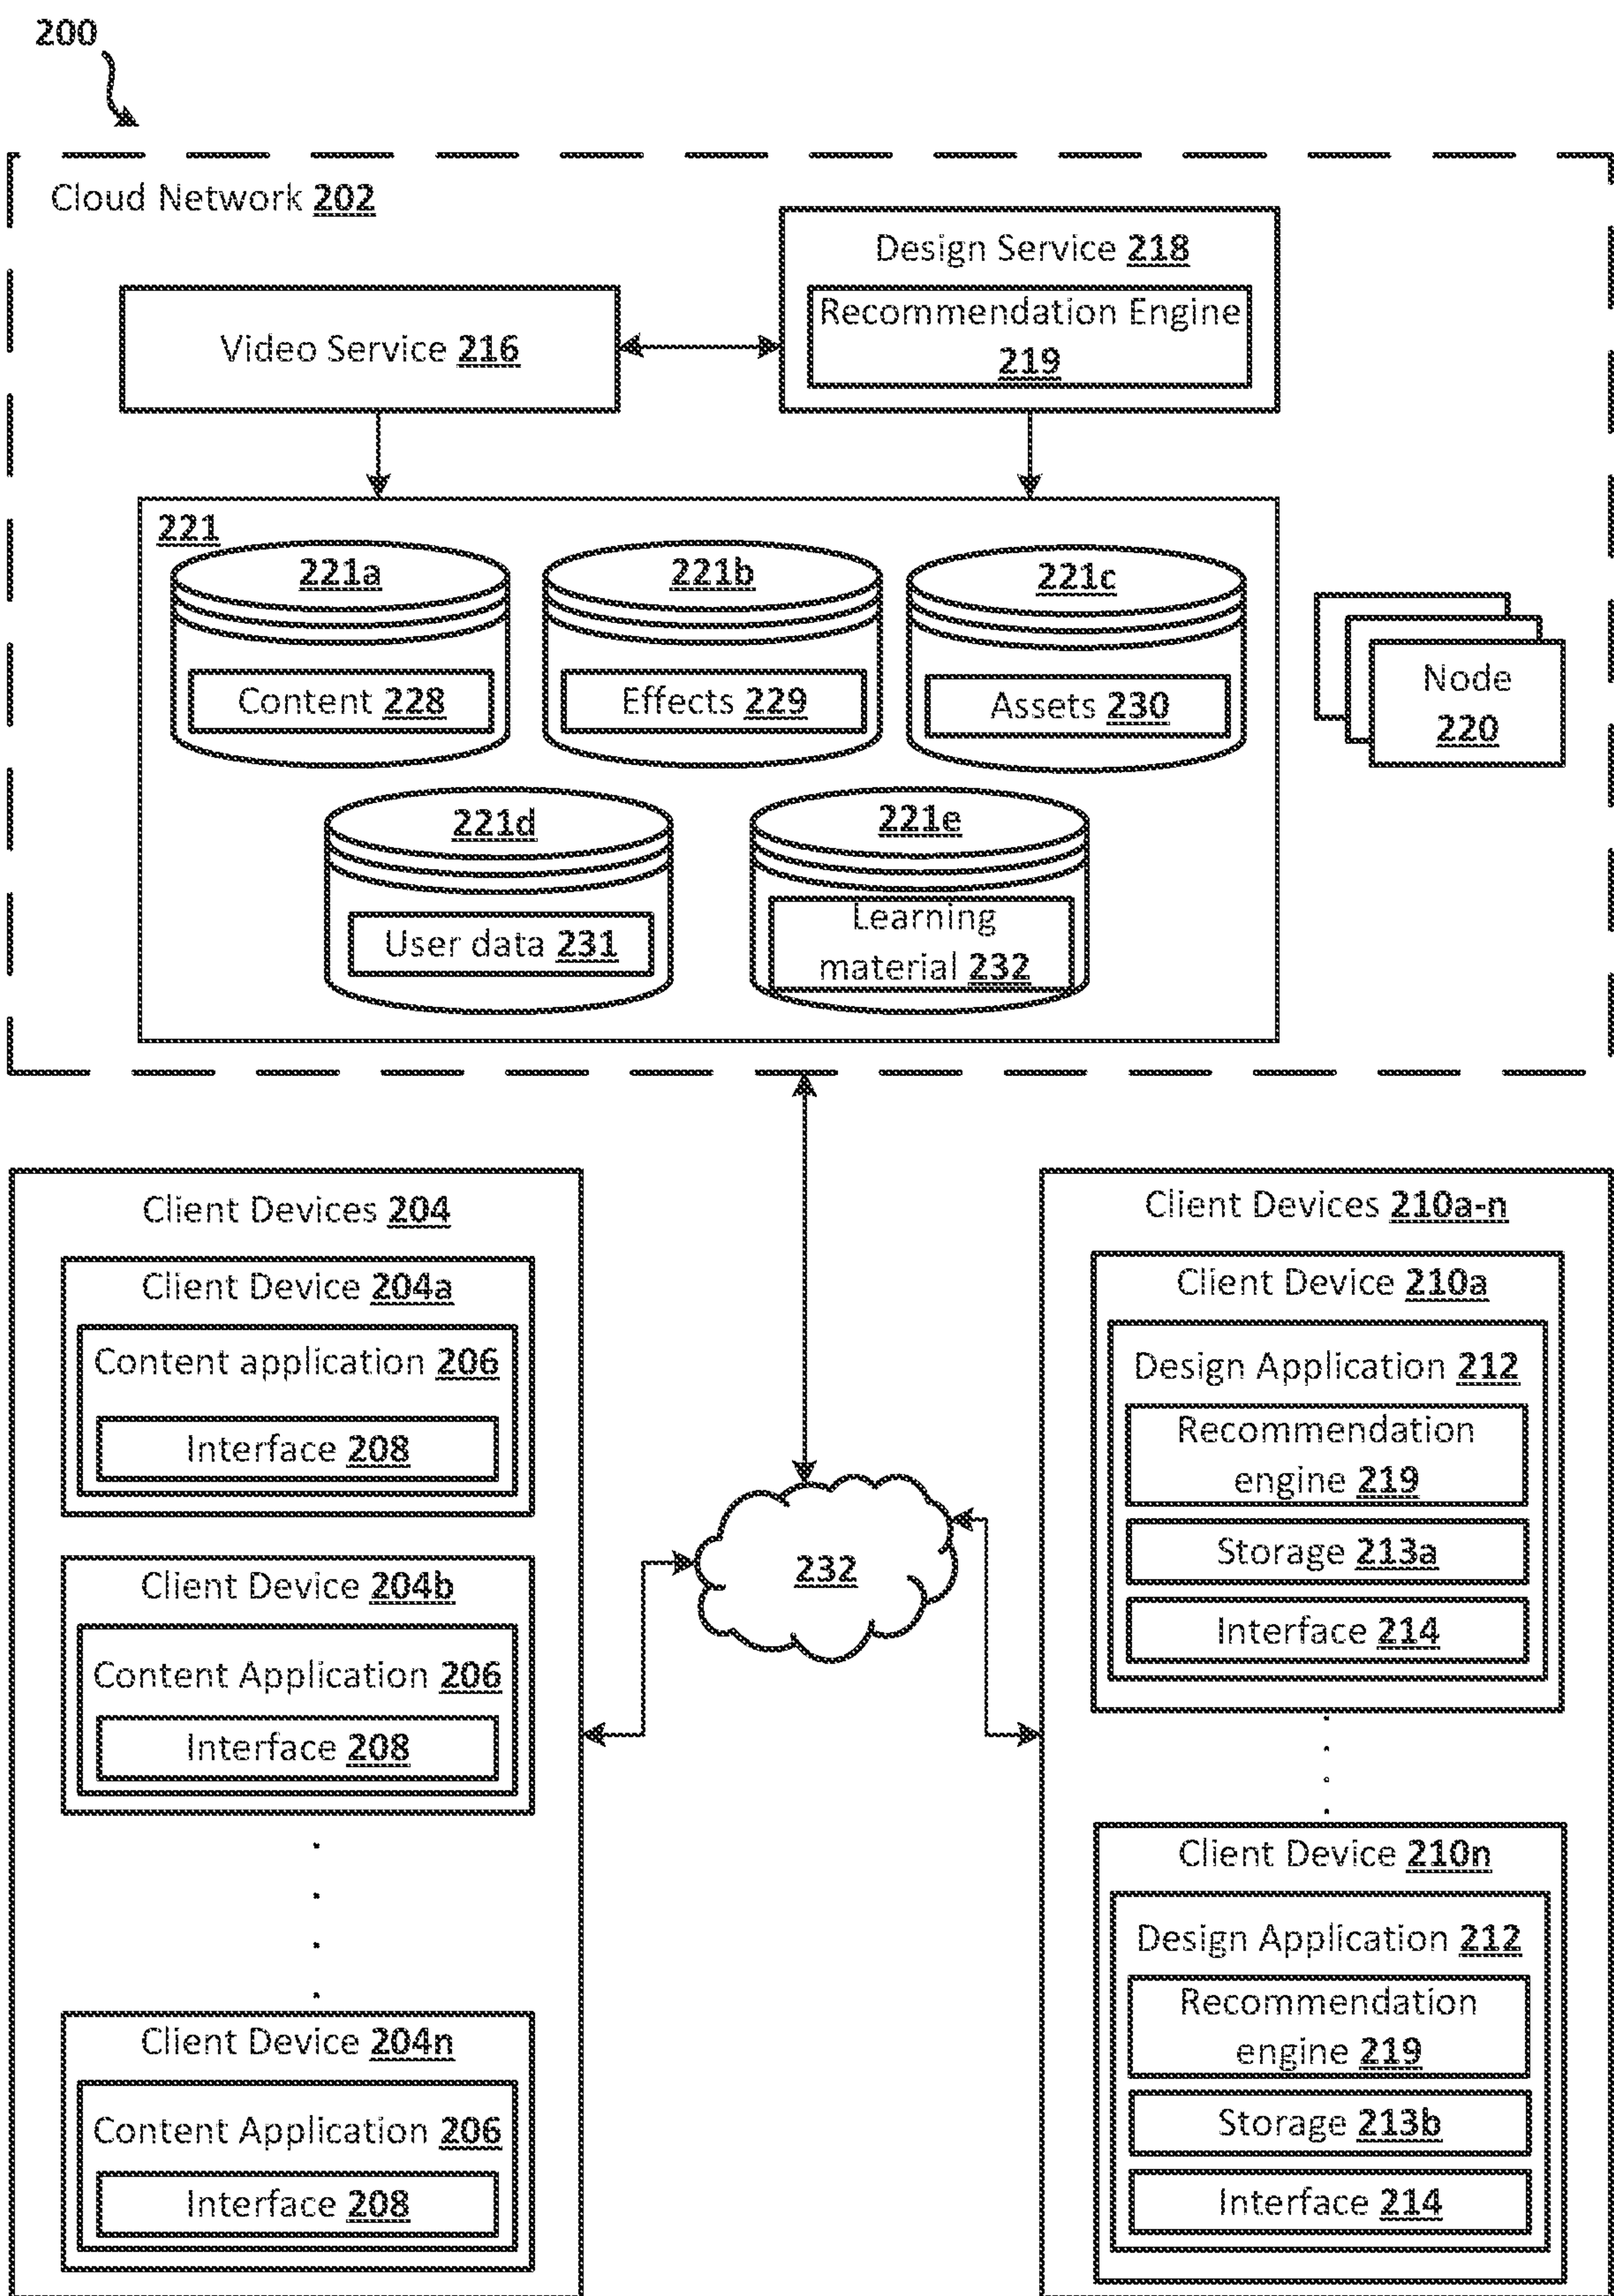 200
Cloud Network 202
Design Service 218
Recommendation Engine
219
Video Service 216
221
221a
221b
221c
Content 228
Effects 229
Assets 230
Node
220
221d
221e
User data 231
Learning
material 232
Client Devices 204
Client Device 204a
Content application 206
Interface 208
Client Device 204b
Content Application 206
Interface 208
Client Device 204n
Content Application 206
Interface 208
232
Client Devices 210a-n
Client Device 210a
Design Application 212
Recommendation
engine 219
Storage 213a
Interface 214
Client Device 210n
Design Application 212
Recommendation
engine 219
Storage 213b
Interface 214